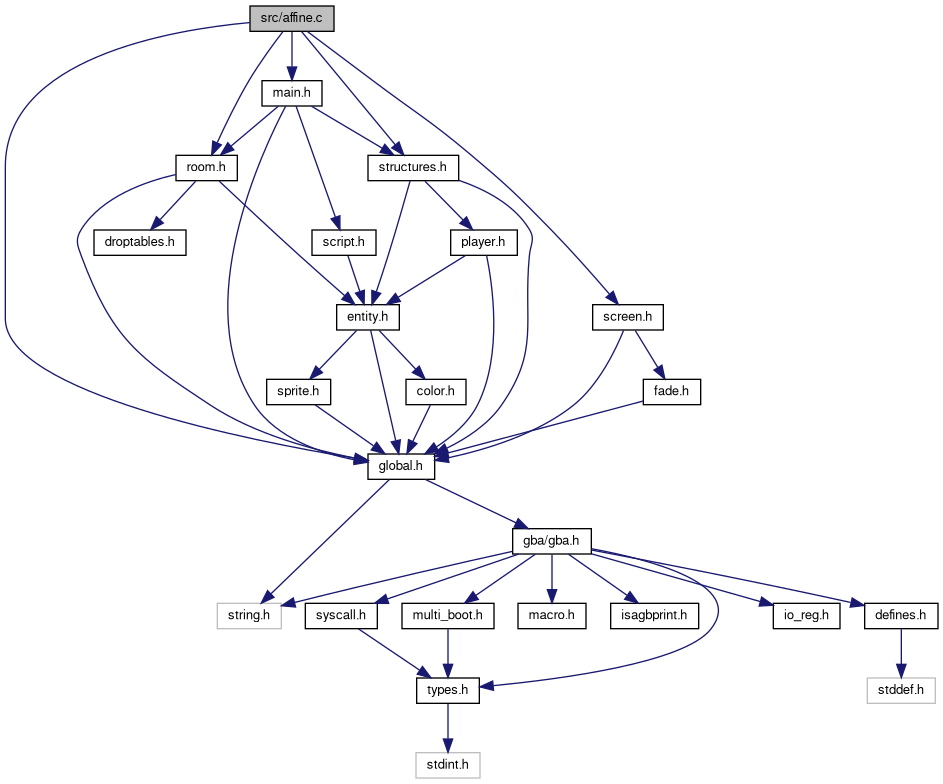 src/affine.c
main.h
room.h
structures.h
droptables.h
script.h
player.h
entity.h
screen.h
sprite.h
color.h
fade.h
global.h
gba/gba.h
string.h
syscall.h
multi_boot.h
macro.h
isagbprint.h
io_reg.h
defines.h
types.h
stddef.h
stdint.h